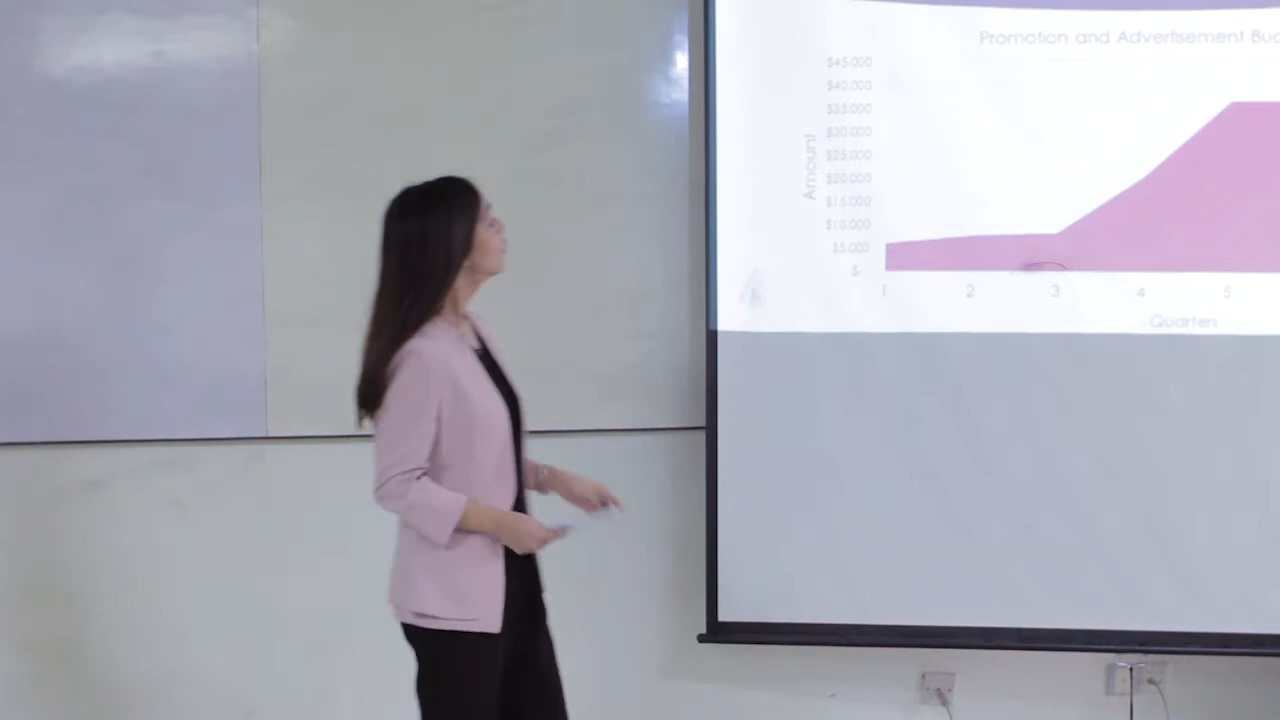 Promotion and Advertisement Bud
$45,000
$40,000
$35,000
$30,000
$25,000
$20,000
$15,000
$10,000
$5,000
$-
Amount
1 2 3 4 5
Quarters